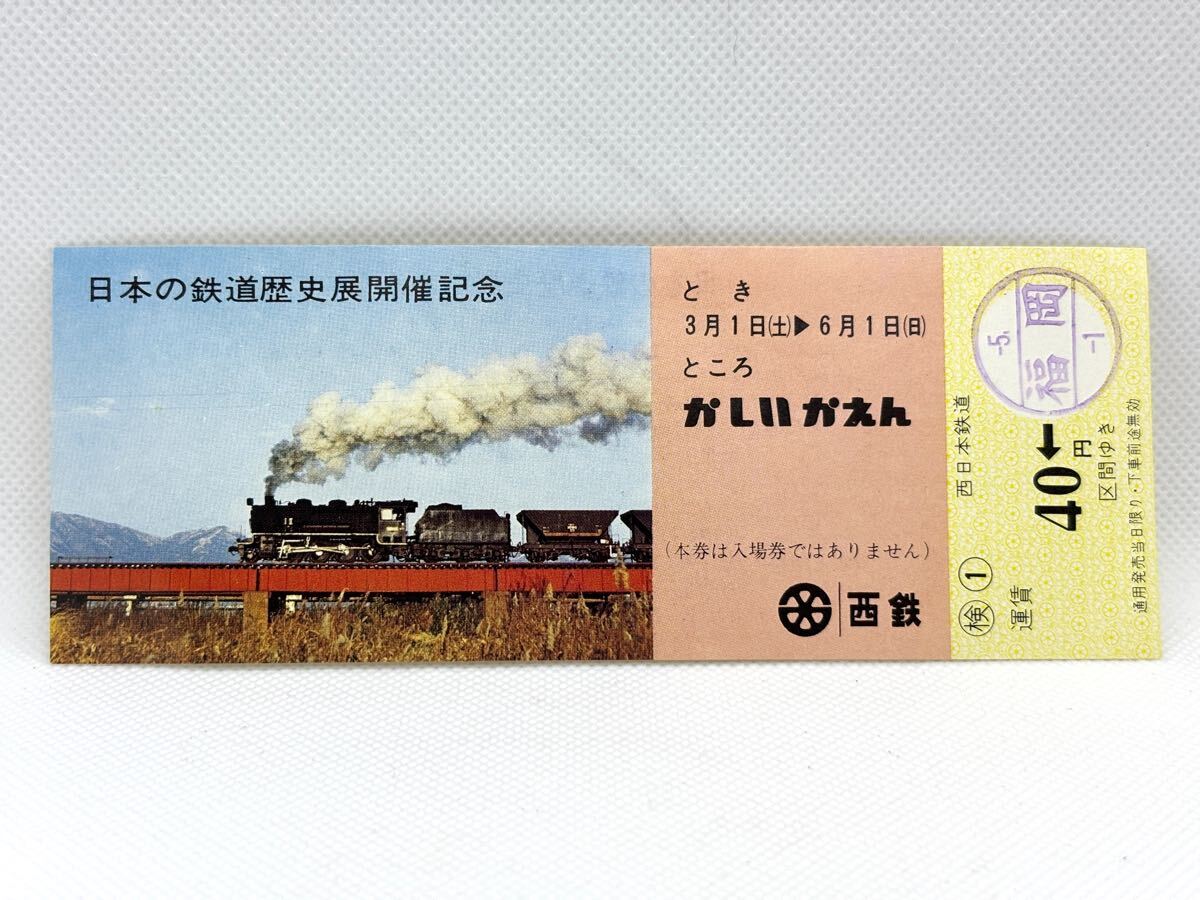 日本の鉄道歴史展開催記念
とき
3月1日(土)▶6月1日(日)
ところ
かしいかえん
(本券は入場券ではありません)
西鉄
西日本鉄道
福岡
-5.-1
検 1
運賃
40円
区間ゆき
通用発売当日限り・下車前途無効